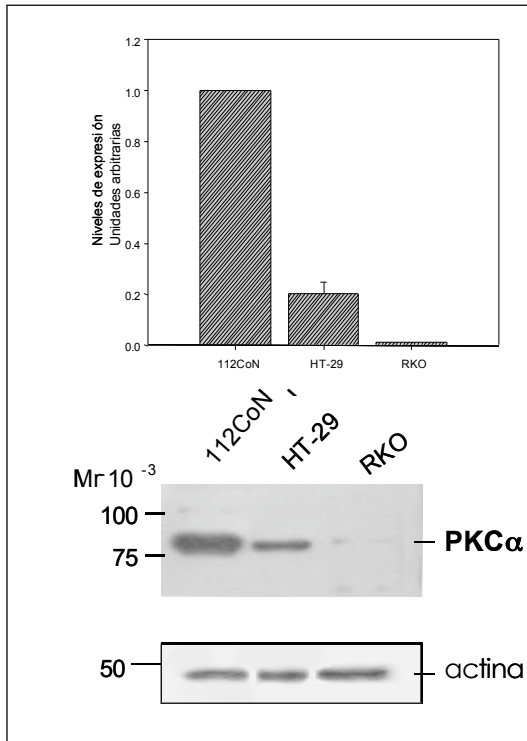 Niveles de expresión
Unidades arbitrarias
1.2
1.0
0.8
0.6
0.4
0.2
0.0
112CoN
HT-29
RKO
112CoN
HT-29
RKO
Mr 10 -3
100
75
PKCα
50
actina